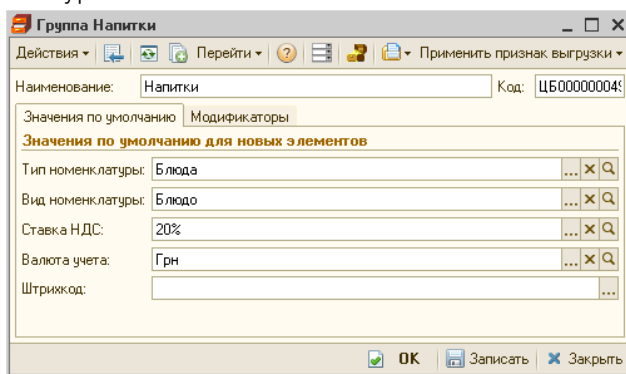 Группа Напитки
Действия Перейти Применить признак выгрузки
Наименование: Напитки Код: ЦБ00000004
Значения по умолчанию Модификаторы
Значения по умолчанию для новых элементов
Тип номенклатуры: Блюда
Вид номенклатуры: Блюдо
Ставка НДС: 20%
Валюта учета: Грн
Штрихкод:
OK Записать Закрыть